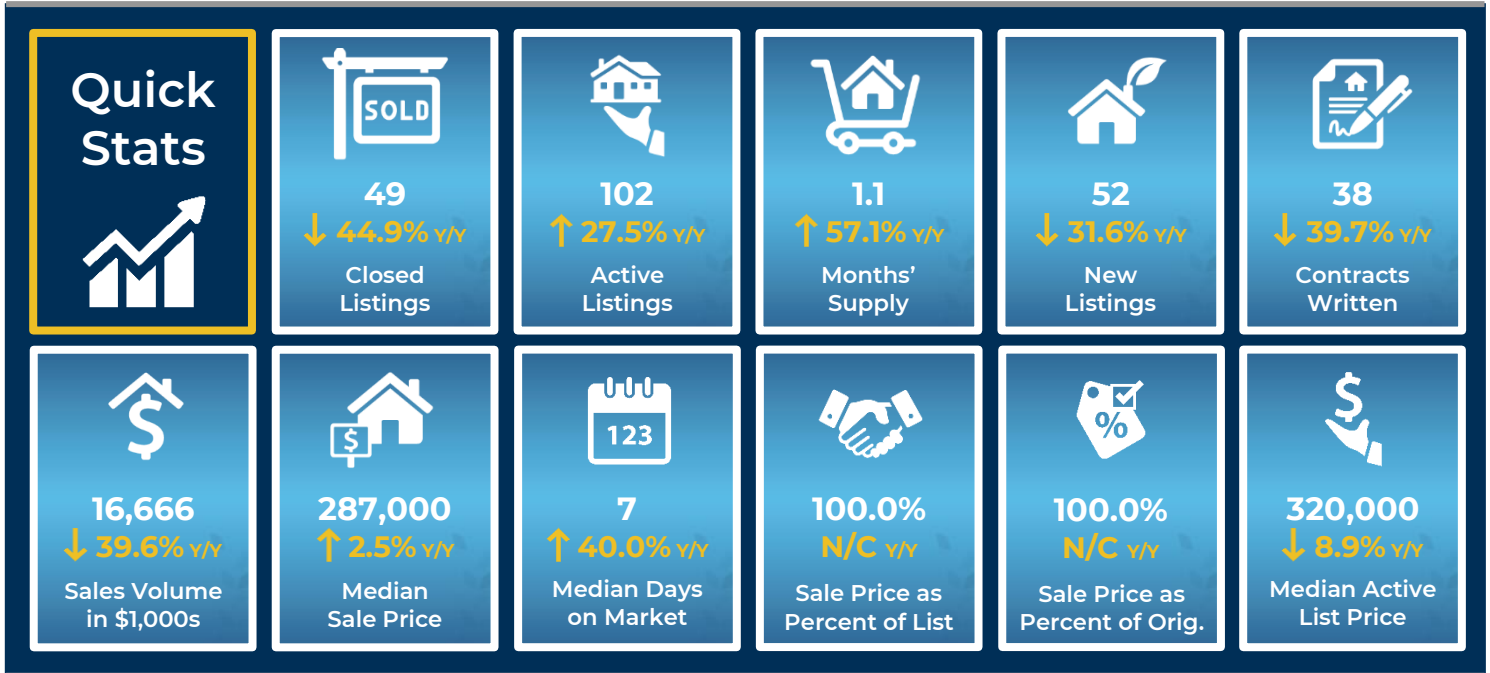 Quick
Stats
SOLD
49
↓ 44.9% Y/Y
Closed
Listings
102
↑ 27.5% Y/Y
Active
Listings
1.1
↑ 57.1% Y/Y
Months’
Supply
52
↓ 31.6% Y/Y
New
Listings
38
↓ 39.7% Y/Y
Contracts
Written
$
16,666
↓ 39.6% Y/Y
Sales Volume
in $1,000s
$
287,000
↑ 2.5% Y/Y
Median
Sale Price
123
7
↑ 40.0% Y/Y
Median Days
on Market
100.0%
N/C Y/Y
Sale Price as
Percent of List
%
100.0%
N/C Y/Y
Sale Price as
Percent of Orig.
$
320,000
↓ 8.9% Y/Y
Median Active
List Price